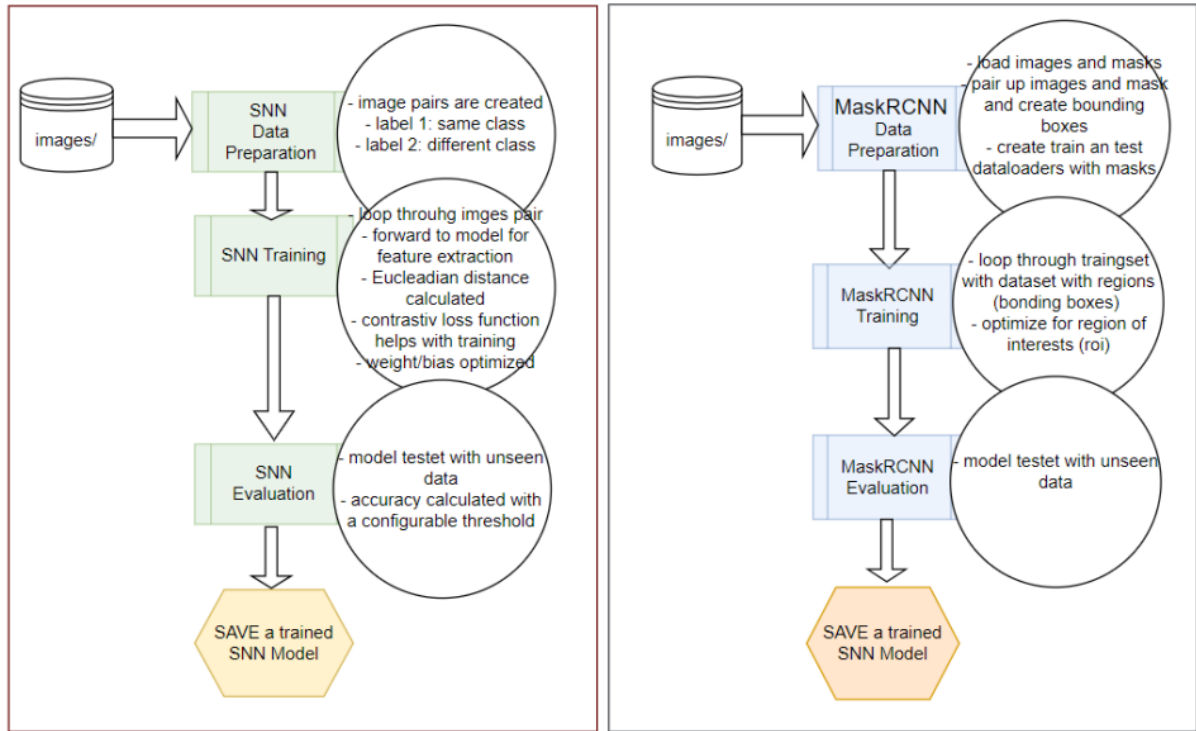 images/
SNN
Data
Preparation
- image pairs are created
- label 1: same class
- label 2: different class
SNN Training
- loop throuhg imges pair
- forward to model for
feature extraction
- Eucleadian distance
calculated
- contrastiv loss function
helps with training
- weight/bias optimized
SNN
Evaluation
- model testet with unseen
data
- accuracy calculated with
a configurable threshold
SAVE a trained
SNN Model
images/
MaskRCNN
Data
Preparation
- load images and masks
- pair up images and mask
and create bounding
boxes
- create train an test
dataloaders with masks
MaskRCNN
Training
- loop through traingset
with dataset with regions
(bonding boxes)
- optimize for region of
interests (roi)
MaskRCNN
Evaluation
- model testet with unseen
data
SAVE a trained
SNN Model